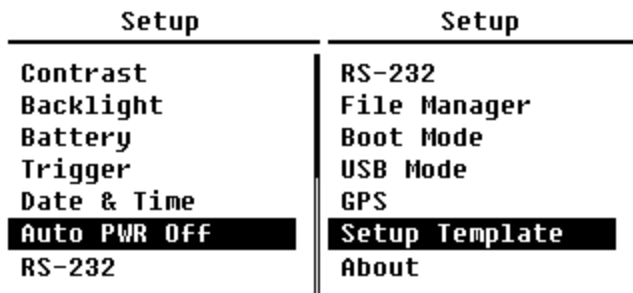 Setup
Contrast
Backlight
Battery
Trigger
Date & Time
Auto PWR Off
RS-232
Setup
RS-232
File Manager
Boot Mode
USB Mode
GPS
Setup Template
About